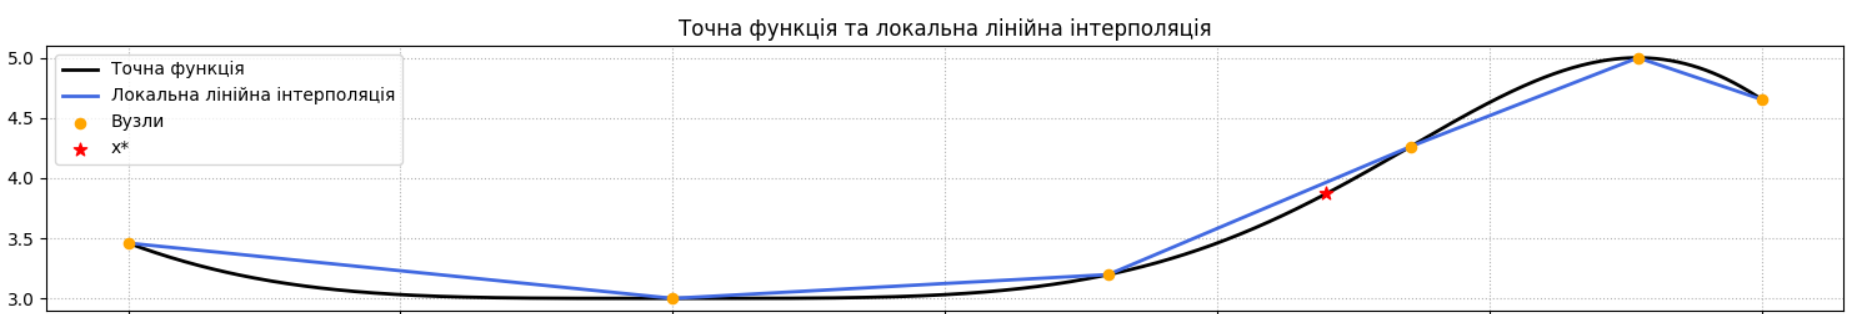 Точна функція та локальна лінійна інтерполяція
5.0
4.5
4.0
3.5
3.0
Точна функція
Локальна лінійна інтерполяція
Вузли
x*